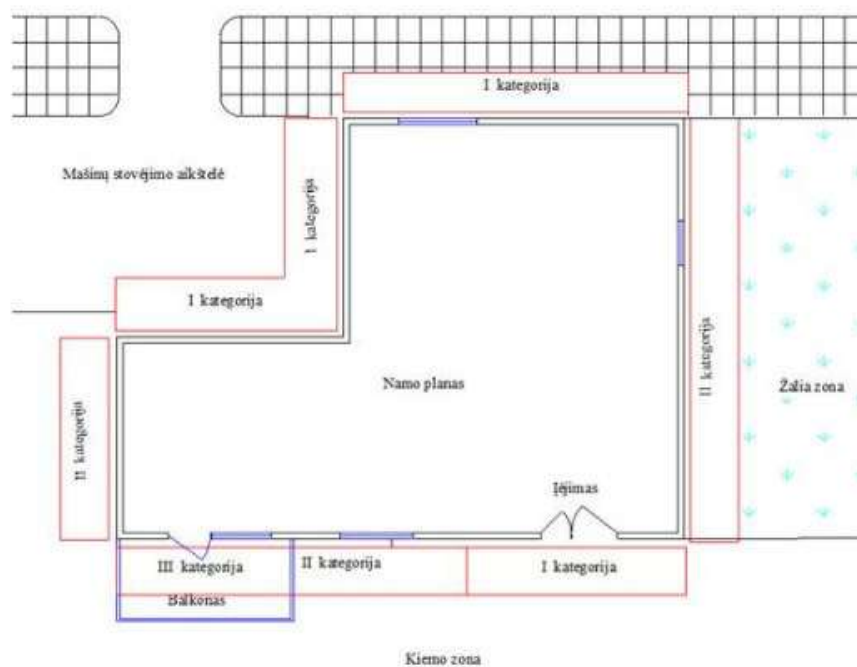 I kategorija
Mašinų stovėjimo aikštelė
I kategorija
I kategorija
Namo planas
II kategorija
Žalia zona
II kategorija
Įėjimas
III kategorija
II kategorija
I kategorija
Balkonas
Kiemo zona